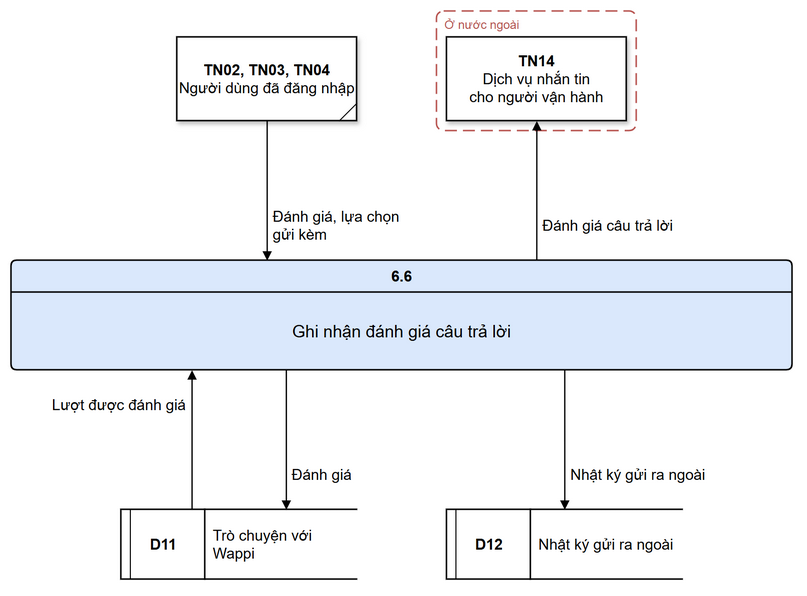 Ở nước ngoài
TN02, TN03, TN04
Người dùng đã đăng nhập
TN14
Dịch vụ nhắn tin
cho người vận hành
Đánh giá, lựa chọn
gửi kèm
Đánh giá câu trả lời
6.6
Ghi nhận đánh giá câu trả lời
Lượt được đánh giá
Đánh giá
Nhật ký gửi ra ngoài
D11
Trò chuyện với
Wappi
D12
Nhật ký gửi ra ngoài